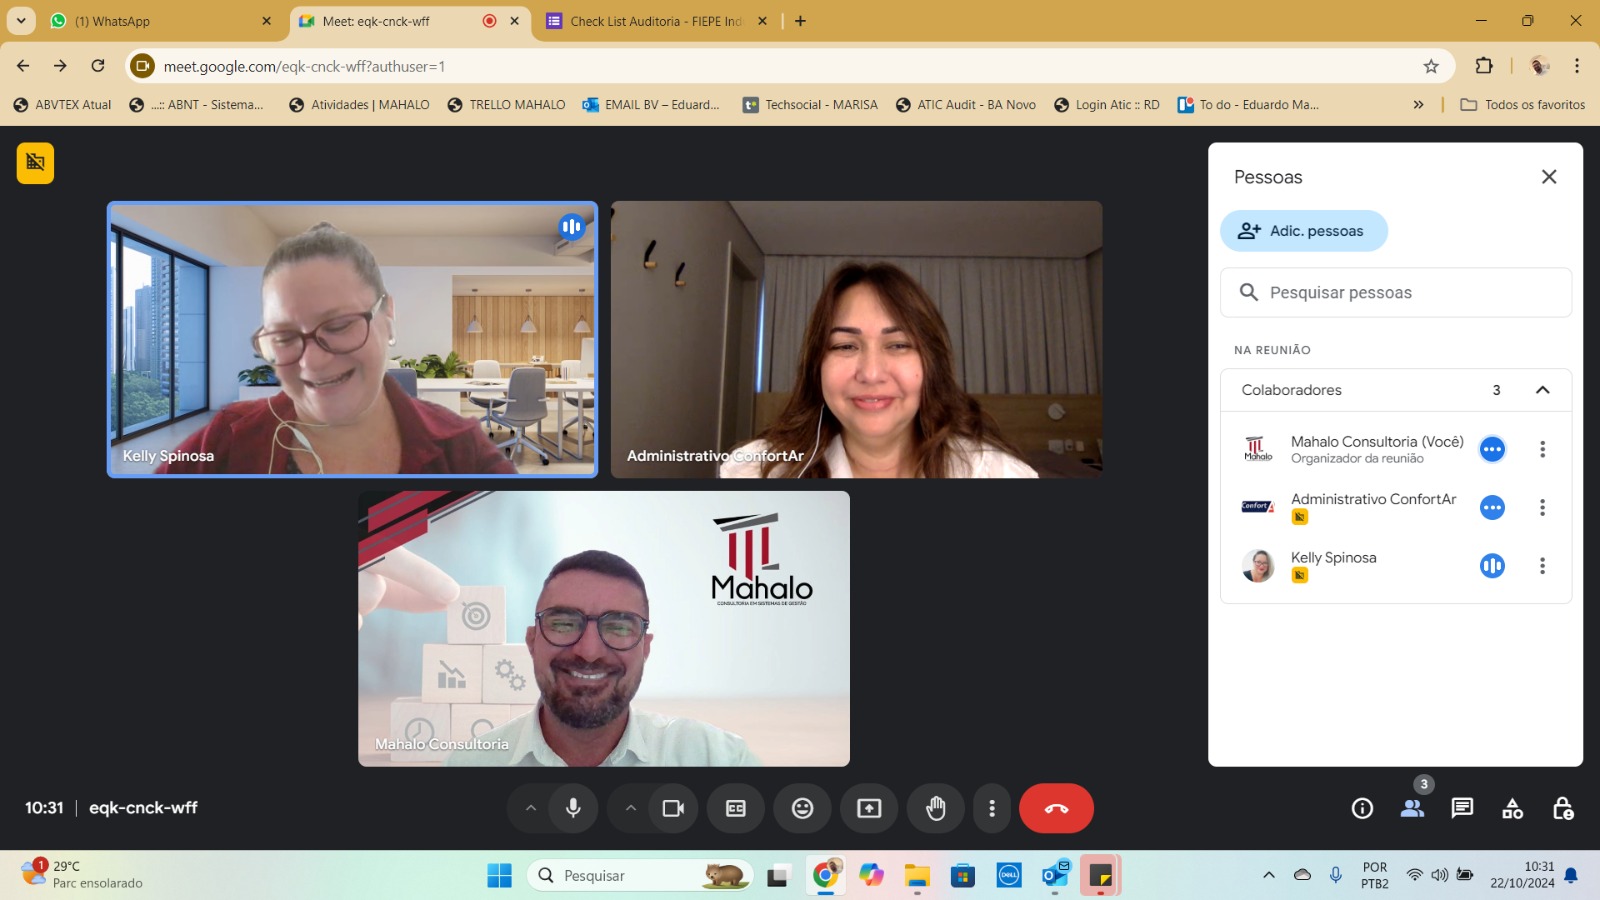 (1) WhatsApp
Meet: eqk-cnck-wff
Check List Auditoria - FIEPE Ind
meet.google.com/eqk-cnck-wff?authuser=1
ABVTEX Atual
...:: ABNT - Sistema...
Atividades | MAHALO
TRELLO MAHALO
EMAIL BV – Eduard...
Techsocial - MARISA
ATIC Audit - BA Novo
Login Atic :: RD
To do - Eduardo Ma...
Todos os favoritos
Kelly Spinosa
Administrativo ConfortAr
Mahalo
CONSULTORIA EM SISTEMAS DE GESTÃO
Mahalo Consultoria
Pessoas
Adic. pessoas
Pesquisar pessoas
NA REUNIÃO
Colaboradores 3
Mahalo
Mahalo Consultoria (Você)
Organizador da reunião
Administrativo ConfortAr
Kelly Spinosa
10:31 | eqk-cnck-wff
3
1
29°C
Parc ensolarado
Pesquisar
DELL
POR
PTB2
10:31
22/10/2024